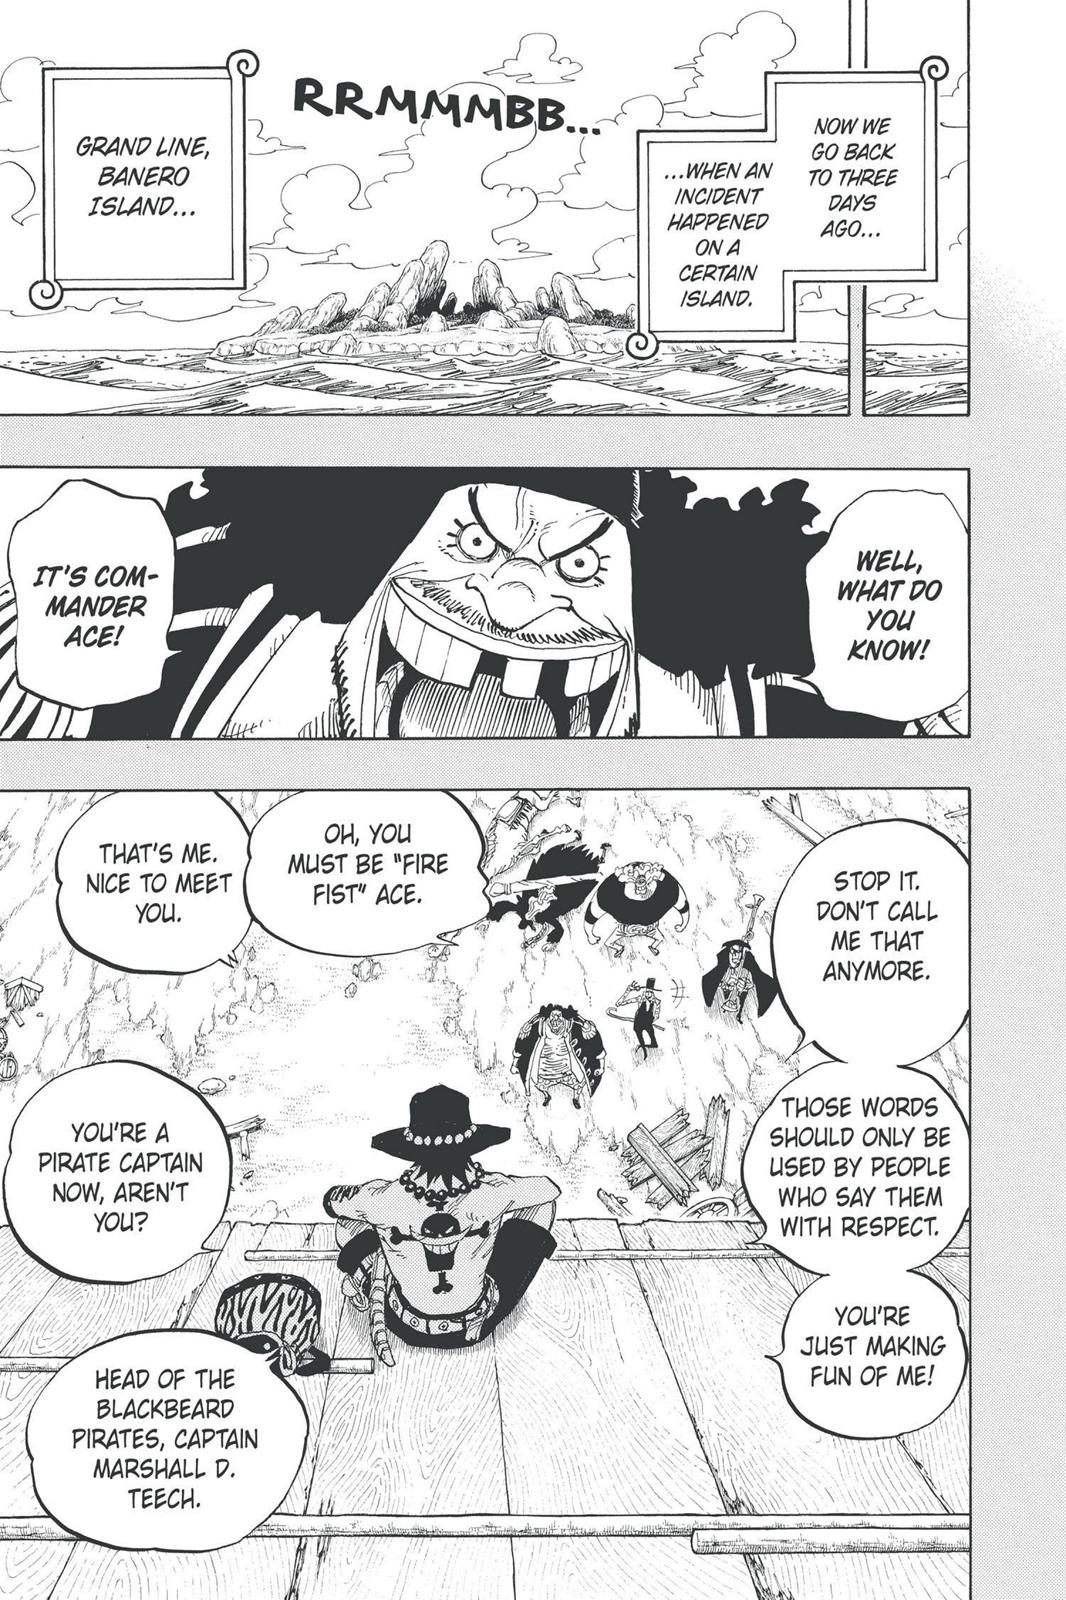 NOW WE
GO BACK
TO THREE
DAYS
AGO...
...WHEN AN
INCIDENT
HAPPENED
ON A
CERTAIN
ISLAND.
RRMMMBB...
GRAND LINE,
BANERO
ISLAND...
WELL,
WHAT DO
YOU
KNOW!
IT'S COM-
MANDER
ACE!
STOP IT.
DON'T CALL
ME THAT
ANYMORE.
THOSE WORDS
SHOULD ONLY BE
USED BY PEOPLE
WHO SAY THEM
WITH RESPECT.
YOU'RE
JUST MAKING
FUN OF ME!
OH, YOU
MUST BE "FIRE
FIST" ACE.
THAT'S ME.
NICE TO MEET
YOU.
YOU'RE A
PIRATE CAPTAIN
NOW, AREN'T
YOU?
HEAD OF THE
BLACKBEARD
PIRATES, CAPTAIN
MARSHALL D.
TEECH.